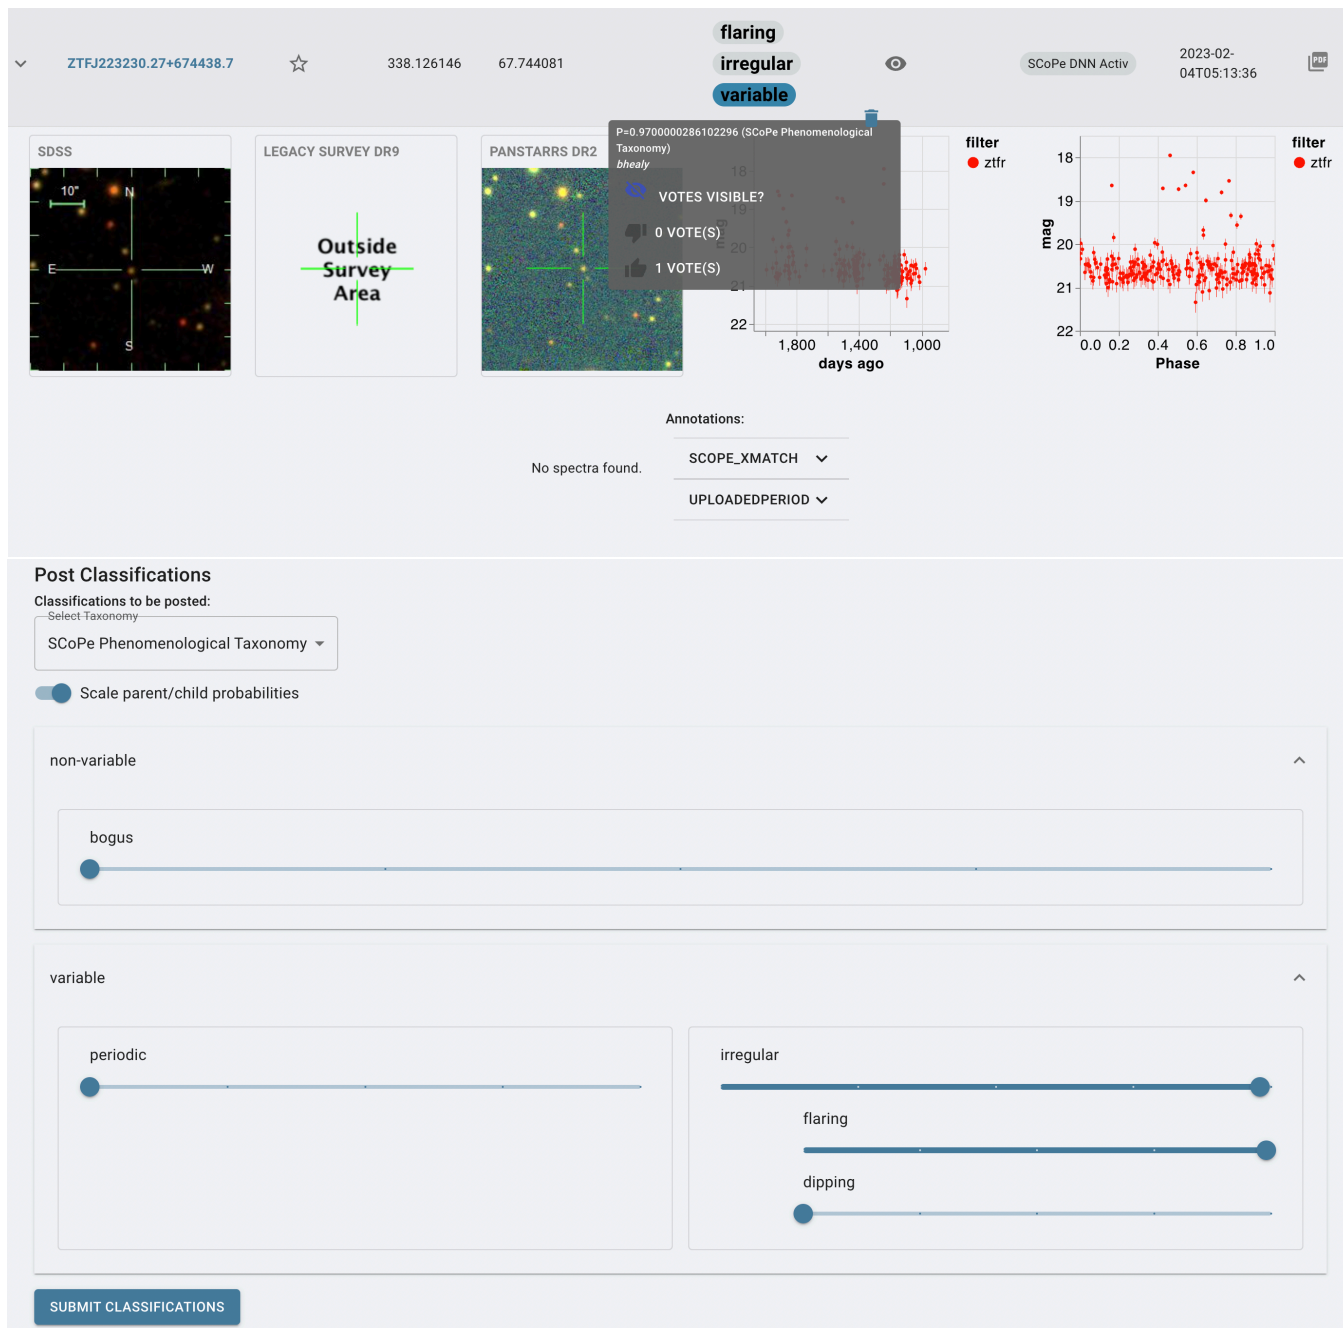 ZTFJ223230.27+674438.7
338.126146
67.744081
flaring
irregular
variable
SCoPe DNN Activ
2023-02-
04T05:13:36
PDF
SDSS
10"
N
E
W
S
LEGACY SURVEY DR9
Outside
Survey
Area
PANSTARRS DR2
P=0.9700000286102296 (SCoPe Phenomenological
Taxonomy)
bhealy
VOTES VISIBLE?
0 VOTE(S)
1 VOTE(S)
18
19
20
21
22
mag
1,800
1,400
1,000
days ago
filter
ztfr
18
19
20
21
22
mag
0.0
0.2
0.4
0.6
0.8
1.0
Phase
filter
ztfr
Annotations:
No spectra found.
SCOPE_XMATCH
UPLOADEDPERIOD
Post Classifications
Classifications to be posted:
Select Taxonomy
SCoPe Phenomenological Taxonomy
Scale parent/child probabilities
non-variable
bogus
variable
periodic
irregular
flaring
dipping
SUBMIT CLASSIFICATIONS